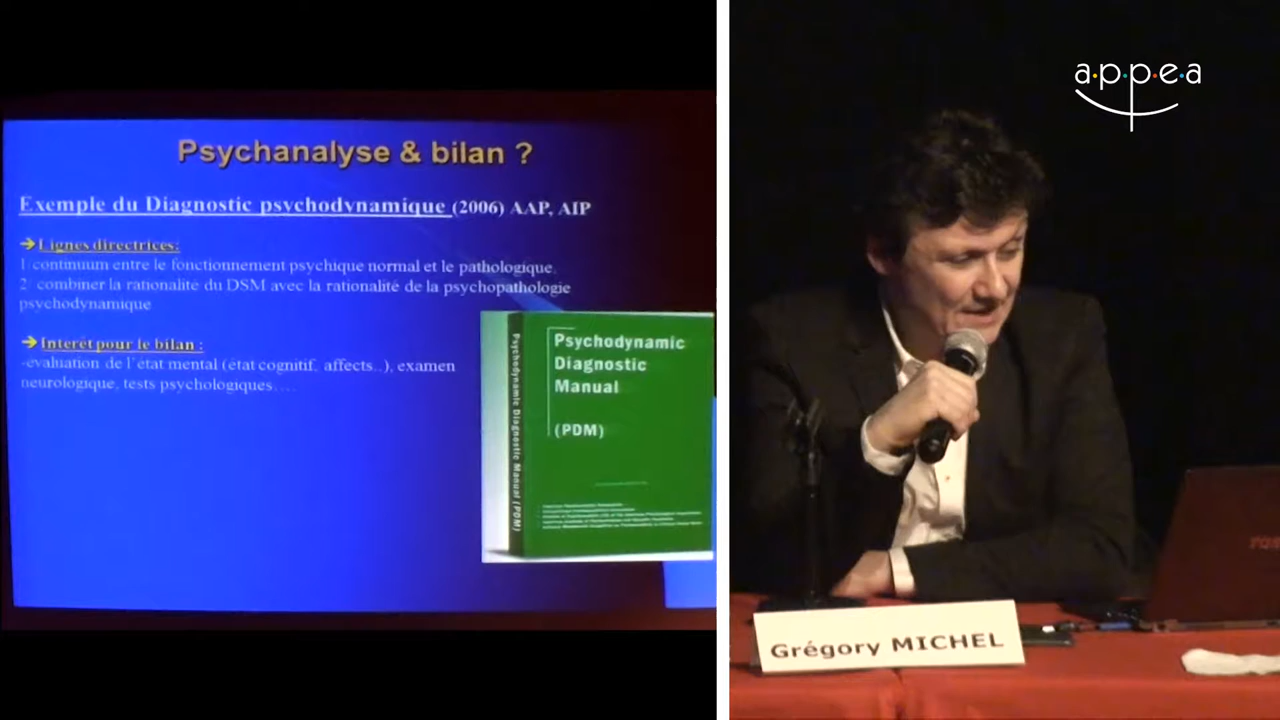 Psychanalyse & bilan ?
Exemple du Diagnostic psychodynamique (2006) AAP, AIP
➔ Lignes directrices:
1/ continuum entre le fonctionnement psychique normal et le pathologique.
2/ combiner la rationalité du DSM avec la rationalité de la psychopathologie
psychodynamique
➔ Intérêt pour le bilan :
-évaluation de l'état mental (état cognitif, affects..), examen
neurologique, tests psychologiques….
Psychodynamic
Diagnostic
Manual
(PDM)
Psychodynamic Diagnostic Manual (PDM)
a·p·p·e·a
Grégory MICHEL